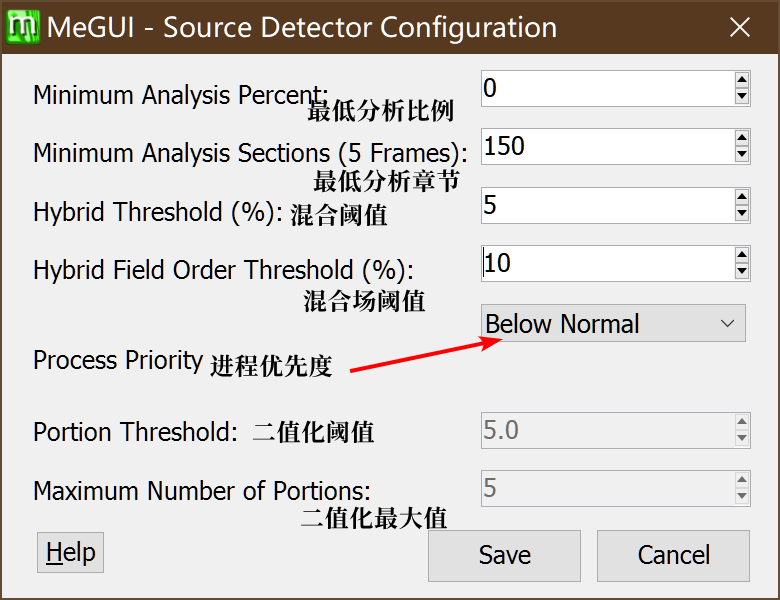 MeGUI - Source Detector Configuration
Minimum Analysis Percent:
最低分析比例
0
Minimum Analysis Sections (5 Frames):
最低分析章节
150
Hybrid Threshold (%): 混合阈值
5
Hybrid Field Order Threshold (%):
混合场阈值
10
Below Normal
Process Priority 进程优先度
Portion Threshold: 二值化阈值
5.0
Maximum Number of Portions:
二值化最大值
5
Help
Save
Cancel